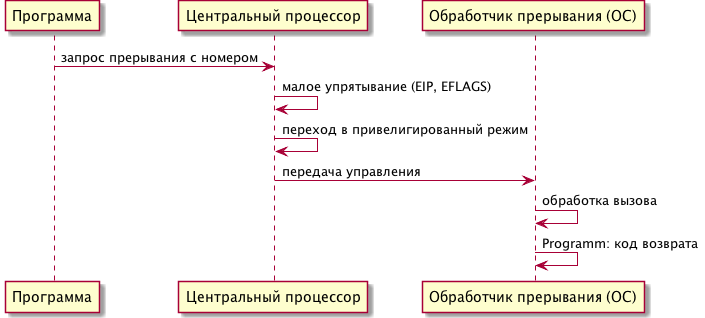 Программа
Центральный процессор
Обработчик прерывания (ОС)
запрос прерывания с номером
малое упрятывание (EIP, EFLAGS)
переход в привелигированный режим
передача управления
обработка вызова
Programm: код возврата
Программа
Центральный процессор
Обработчик прерывания (ОС)